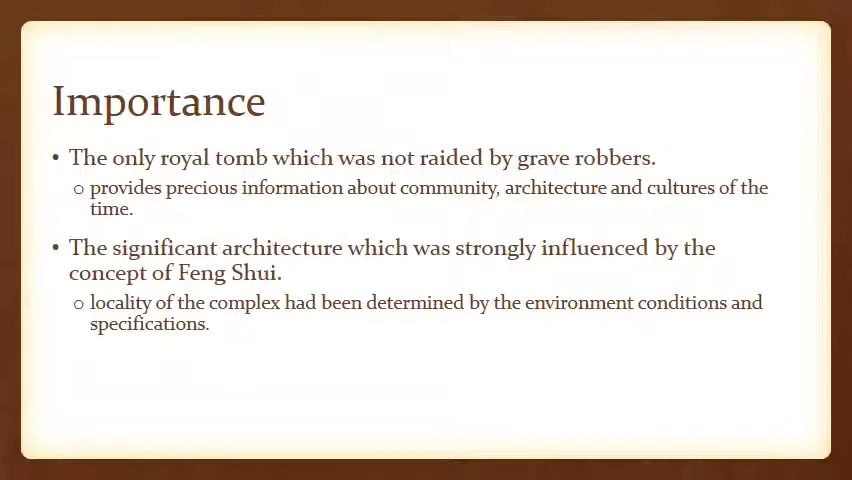 Importance
• The only royal tomb which was not raided by grave robbers.
o provides precious information about community, architecture and cultures of the
time.
• The significant architecture which was strongly influenced by the
concept of Feng Shui.
o locality of the complex had been determined by the environment conditions and
specifications.